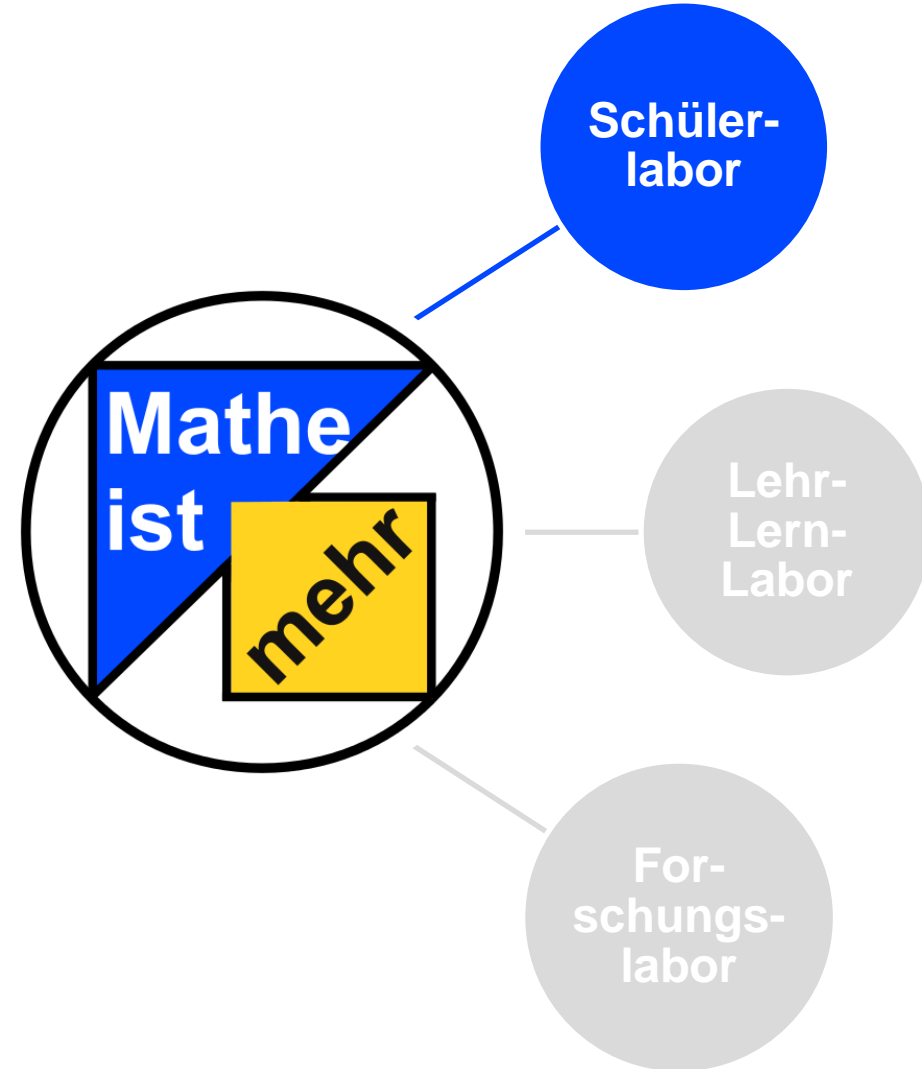 Schüler-
labor
Mathe
ist
mehr
Lehr-
Lern-
Labor
For-
schungs-
labor